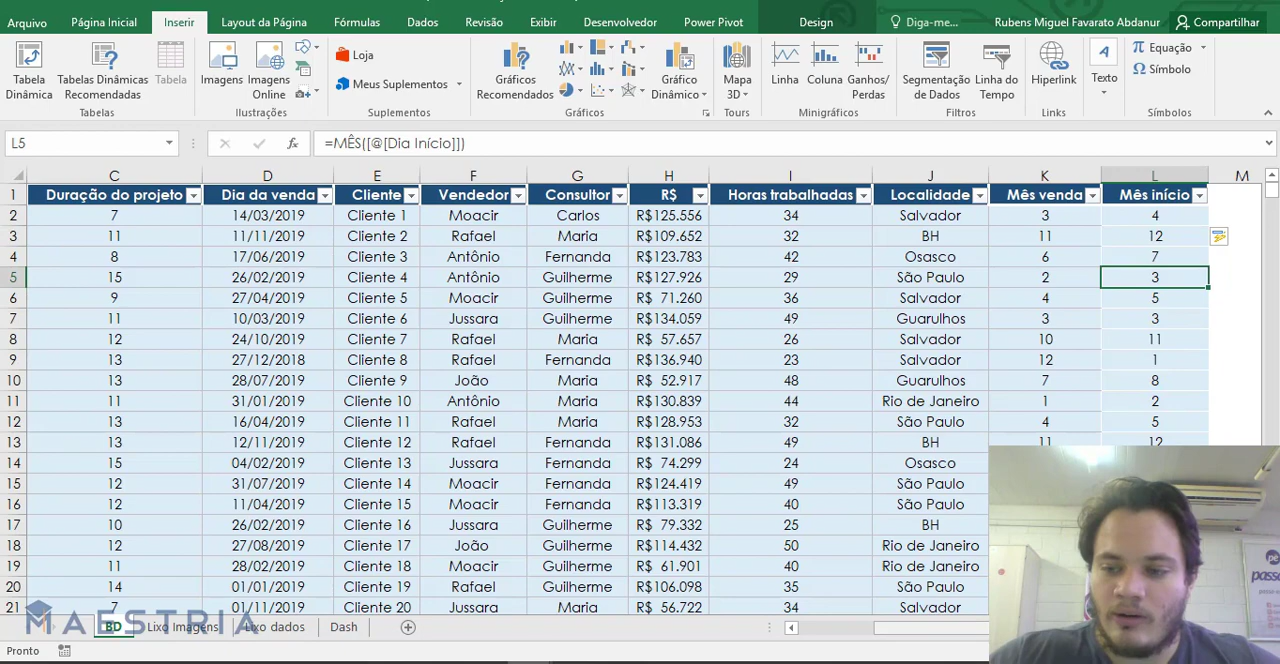 Arquivo Página Inicial Inserir Layout da Página Fórmulas Dados Revisão Exibir Desenvolvedor Power Pivot Design Diga-me... Rubens Miguel Favarato Abdanur Compartilhar
Tabela Dinâmica Tabelas Dinâmicas Recomendadas Tabela Imagens Imagens Online Loja Meus Suplementos Gráficos Recomendados Gráfico Dinâmico Mapa 3D Linha Coluna Ganhos/Perdas Segmentação de Dados Linha do Tempo Hiperlink Texto Equação Símbolo
Tabelas Ilustrações Suplementos Gráficos Tours Minigráficos Filtros Links Símbolos
L5 fx =MÊS([@[Dia Início]])
C D E F G H I J K L M
1 Duração do projeto Dia da venda Cliente Vendedor Consultor R$ Horas trabalhadas Localidade Mês venda Mês início
2 7 14/03/2019 Cliente 1 Moacir Carlos R$125.556 34 Salvador 3 4
3 11 11/11/2019 Cliente 2 Rafael Maria R$109.652 32 BH 11 12
4 8 17/06/2019 Cliente 3 Antônio Fernanda R$123.783 42 Osasco 6 7
5 15 26/02/2019 Cliente 4 Antônio Guilherme R$127.926 29 São Paulo 2 3
6 9 27/04/2019 Cliente 5 Moacir Guilherme R$ 71.260 36 Salvador 4 5
7 11 10/03/2019 Cliente 6 Jussara Guilherme R$134.059 49 Guarulhos 3 3
8 12 24/10/2019 Cliente 7 Rafael Maria R$ 57.657 26 Salvador 10 11
9 13 27/12/2018 Cliente 8 Rafael Fernanda R$136.940 23 Salvador 12 1
10 13 28/07/2019 Cliente 9 João Maria R$ 52.917 48 Guarulhos 7 8
11 13 31/01/2019 Cliente 10 Antônio Maria R$130.839 44 Rio de Janeiro 1 2
12 13 16/04/2019 Cliente 11 Rafael Maria R$128.953 32 São Paulo 4 5
13 13 12/11/2019 Cliente 12 Rafael Fernanda R$131.086 49 BH 11 12
14 15 04/02/2019 Cliente 13 Jussara Fernanda R$ 74.299 24 Osasco
15 12 31/07/2019 Cliente 14 Moacir Fernanda R$124.419 49 São Paulo
16 12 11/04/2019 Cliente 15 Moacir Fernanda R$113.319 40 São Paulo
17 10 26/02/2019 Cliente 16 Jussara Guilherme R$ 79.332 25 BH
18 12 27/08/2019 Cliente 17 João Guilherme R$114.432 50 Rio de Janeiro
19 11 28/02/2019 Cliente 18 Moacir Guilherme R$ 61.901 40 Rio de Janeiro
20 14 01/01/2019 Cliente 19 Rafael Guilherme R$106.098 35 São Paulo
21 7 01/11/2019 Cliente 20 Jussara Maria R$ 56.722 34 Salvador
MAESTRIA
BD Lixo Imagens Lixo dados Dash
Pronto